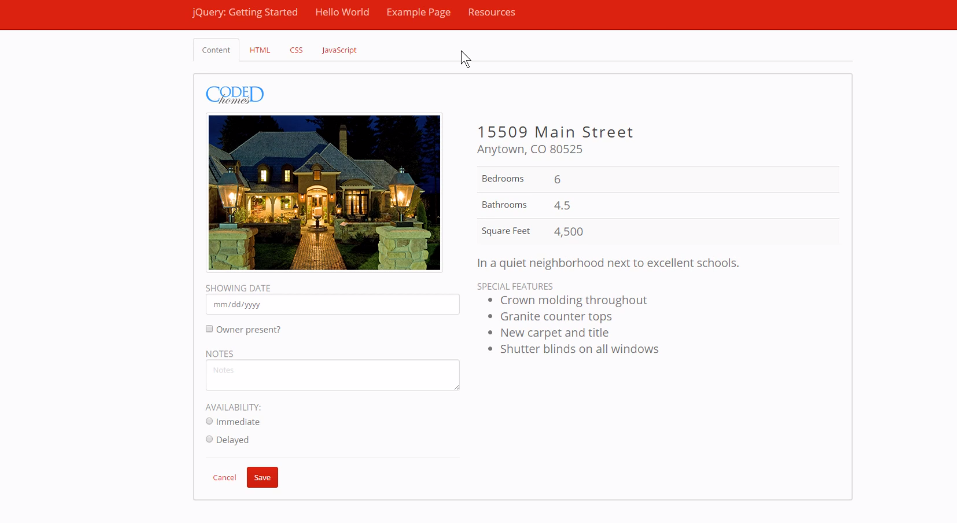 jQuery: Getting Started Hello World Example Page Resources
Content HTML CSS JavaScript
CODED
homes
15509 Main Street
Anytown, CO 80525
Bedrooms 6
Bathrooms 4.5
Square Feet 4,500
In a quiet neighborhood next to excellent schools.
SPECIAL FEATURES
• Crown molding throughout
• Granite counter tops
• New carpet and title
• Shutter blinds on all windows
SHOWING DATE
mm/dd/yyyy
Owner present?
NOTES
Notes
AVAILABILITY:
Immediate
Delayed
Cancel Save